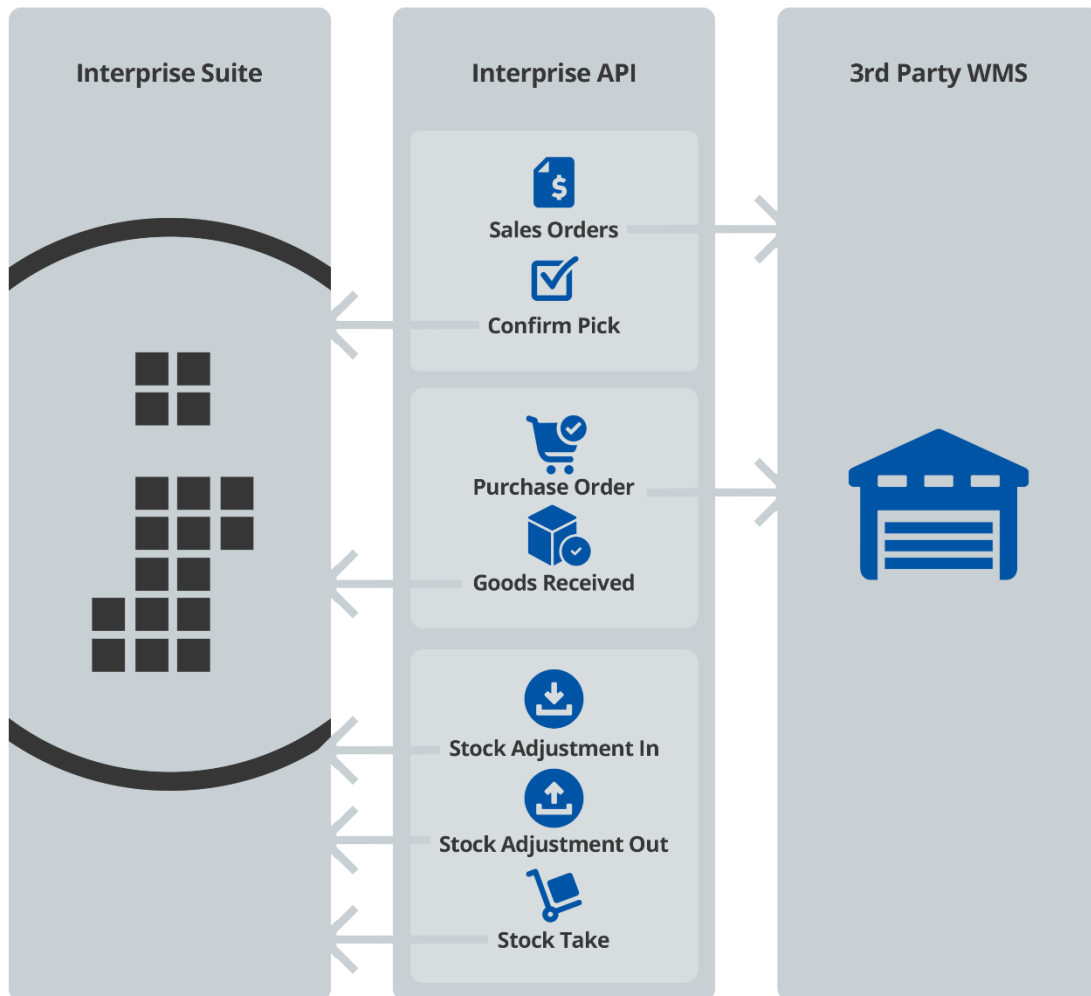 Interprise Suite
Interprise API
3rd Party WMS
Sales Orders
Confirm Pick
Purchase Order
Goods Received
Stock Adjustment In
Stock Adjustment Out
Stock Take